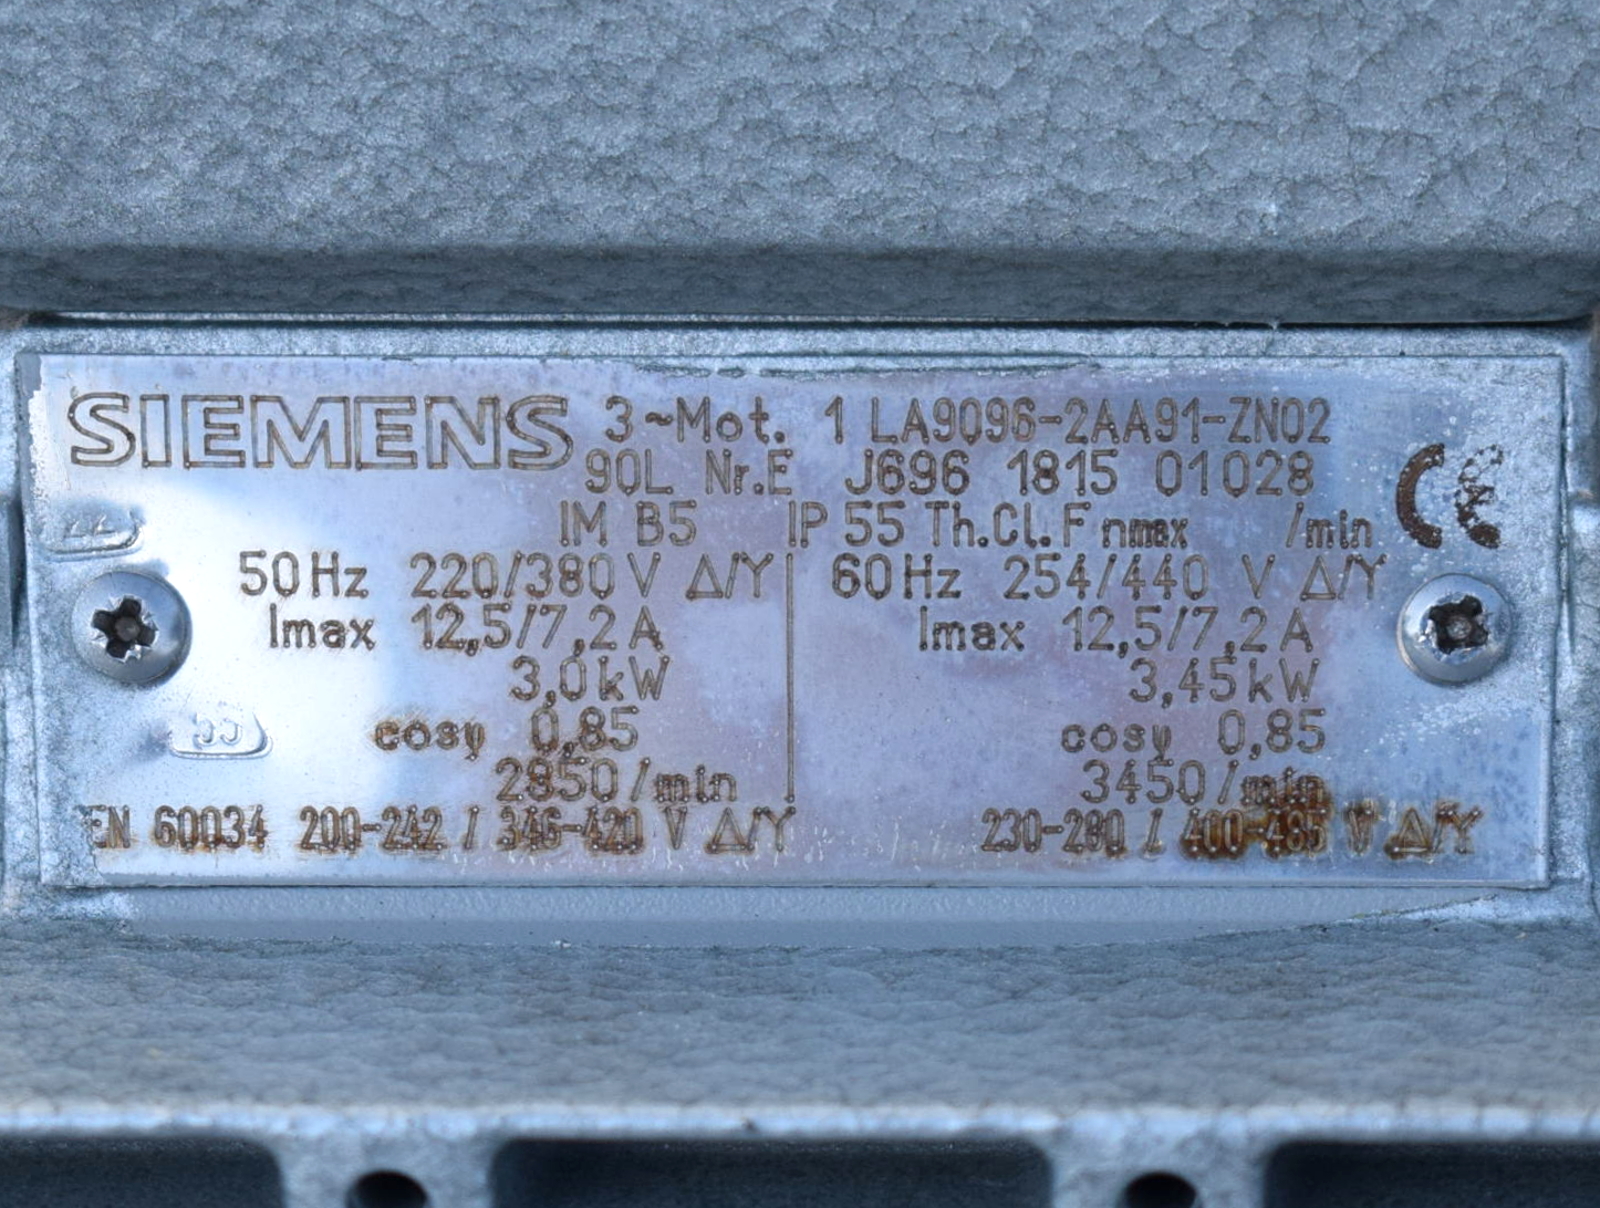 SIEMENS 3~Mot. 1LA9096-2AA91-ZN02
90L Nr.E J696 1815 01028
IM B5 IP 55 Th.Cl.F nmax /min
CE
50Hz 220/380V Δ/Y 60Hz 254/440 V Δ/Y
Imax 12,5/7,2A Imax 12,5/7,2A
3,0kW 3,45kW
cosφ 0,85 cosφ 0,85
2850/min 3450/min
EN 60034 200-242 / 346-420 V Δ/Y 230-280 / 400-485 V Δ/Y